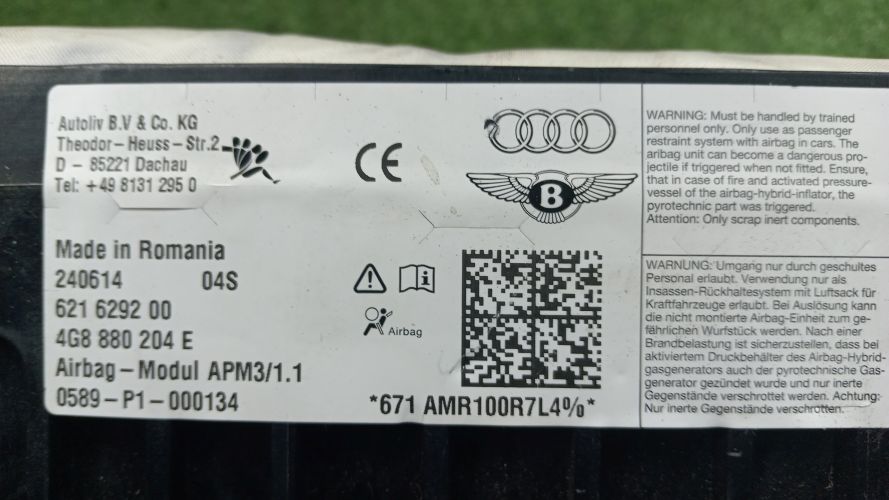 Autoliv B.V & Co. KG
Theodor-Heuss-Str.2
D - 85221 Dachau
Tel: +49 8131 295 0
CE
B
Made in Romania
240614 04S
621 6292 00
4G8 880 204 E
Airbag-Modul APM3/1.1
0589-P1-000134
Airbag
*671 AMR100R7L4%*
WARNING: Must be handled by trained
personnel only. Only use as passenger
restraint system with airbag in cars. The
aribag unit can become a dangerous pro-
jectile if triggered when not fitted. Ensure,
that in case of fire and activated pressure-
vessel of the airbag-hybrid-inflator, the
pyrotechnic part was triggered.
Attention: Only scrap inert components.
WARNUNG: Umgang nur durch geschultes
Personal erlaubt. Verwendung nur als
Insassen-Rückhaltesystem mit Luftsack für
Kraftfahrzeuge erlaubt. Bei Auslösung kann
die nicht montierte Airbag-Einheit zum ge-
fährlichen Wurfstück werden. Nach einer
Brandbelastung ist sicherzustellen, dass bei
aktiviertem Druckbehälter des Airbag-Hybrid-
gasgenerators auch der pyrotechnische Gas-
generator gezündet wurde und nur inerte
Gegenstände verschrottet werden. Achtung:
Nur inerte Gegenstände verschrotten.